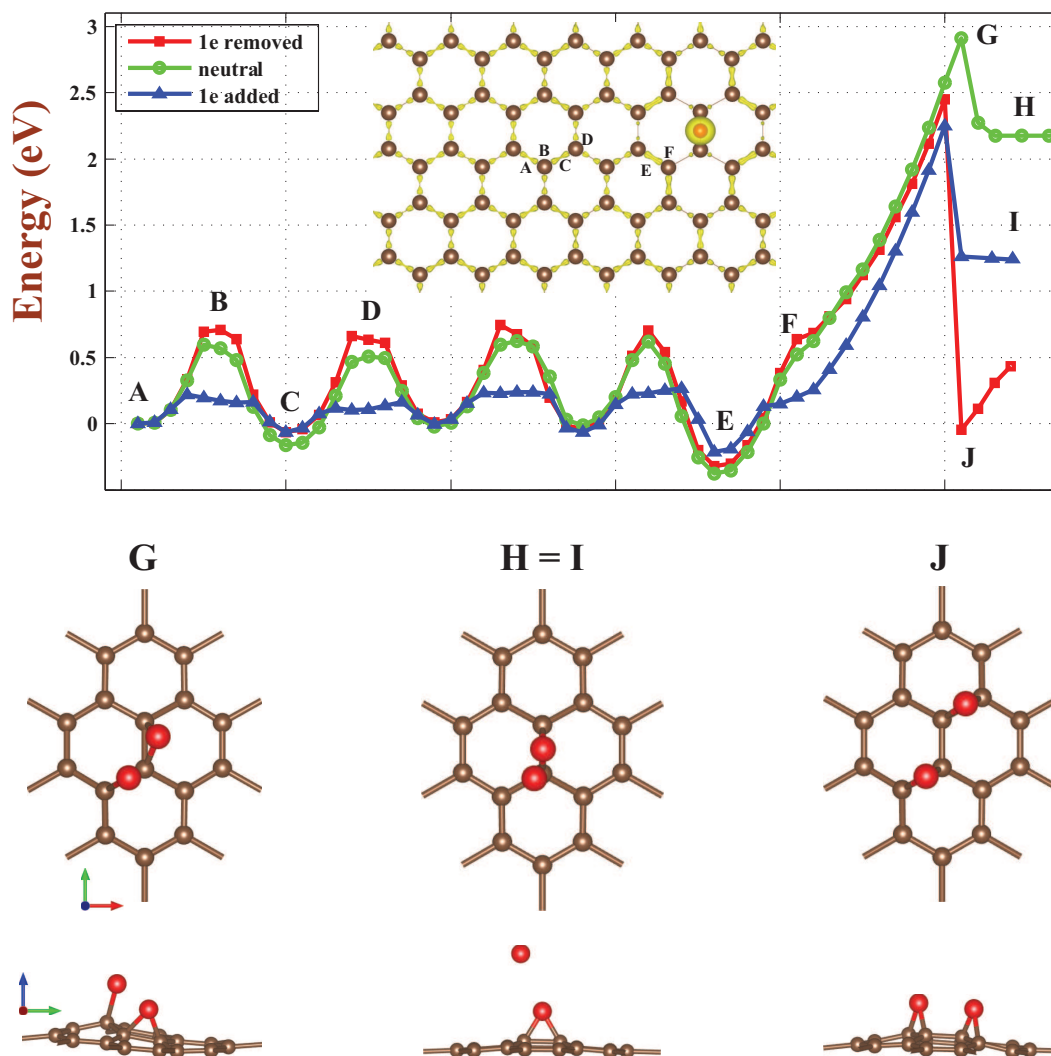 Energy (eV)
3
2.5
2
1.5
1
0.5
0
1e removed
neutral
1e added
A
B
C
D
E
F
G
H
I
J
A
B
C
D
E
F
G
H = I
J